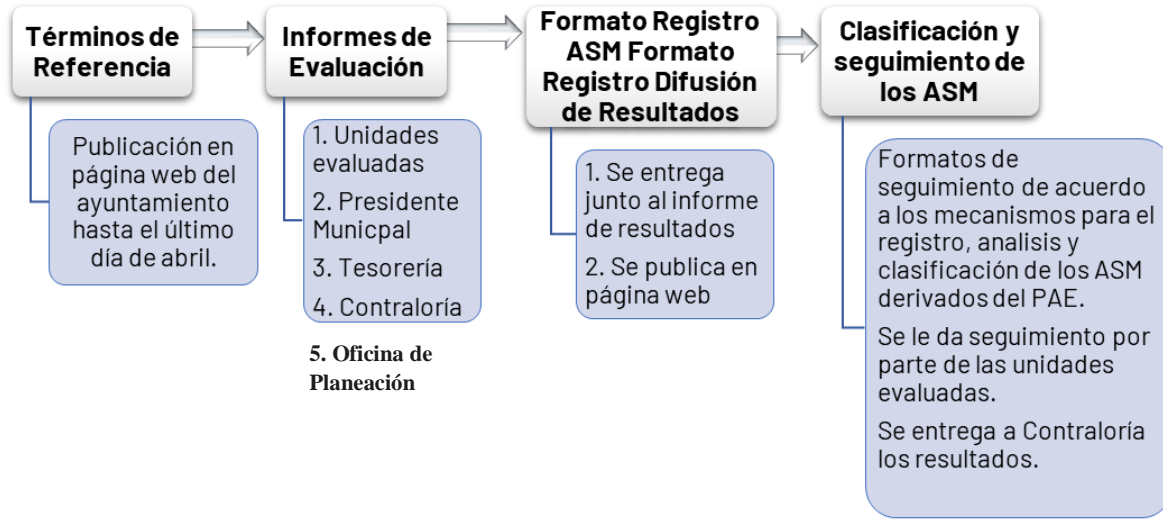 Términos de
Referencia
Publicación en
página web del
ayuntamiento
hasta el último
día de abril.
Informes de
Evaluación
1. Unidades
evaluadas
2. Presidente
Municpal
3. Tesorería
4. Contraloría
5. Oficina de
Planeación
Formato Registro
ASM Formato
Registro Difusión
de Resultados
1. Se entrega
junto al informe
de resultados
2. Se publica en
página web
Clasificación y
seguimiento de
los ASM
Formatos de
seguimiento de acuerdo
a los mecanismos para el
registro, analisis y
clasificación de los ASM
derivados del PAE.
Se le da seguimiento por
parte de las unidades
evaluadas.
Se entrega a Contraloría
los resultados.